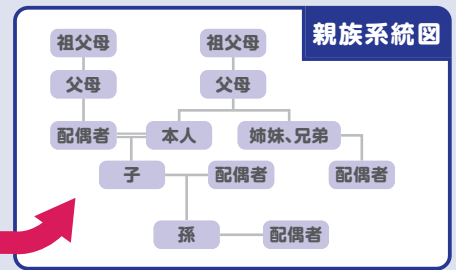 親族系統図
祖父母 祖父母
父母 父母
配偶者 本人 姉妹、兄弟
子 配偶者 配偶者
孫 配偶者